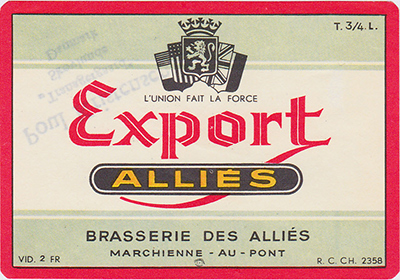 T. 3/4. L.
L'UNION FAIT LA FORCE
Export
ALLIÉS
BRASSERIE DES ALLIÉS
MARCHIENNE - AU - PONT
VID. 2 FR
R. C. CH. 2358